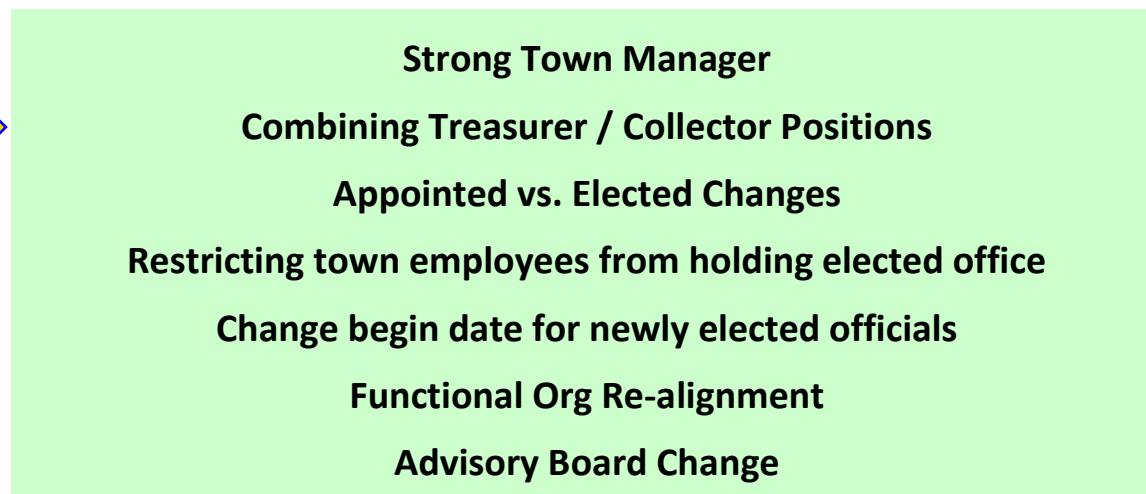 Strong Town Manager
Combining Treasurer / Collector Positions
Appointed vs. Elected Changes
Restricting town employees from holding elected office
Change begin date for newly elected officials
Functional Org Re-alignment
Advisory Board Change